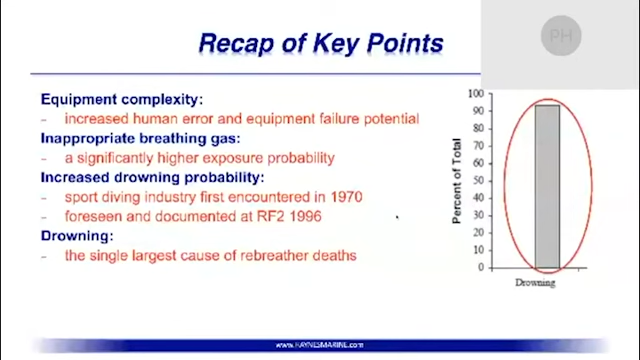 PH
Recap of Key Points
Equipment complexity:
- increased human error and equipment failure potential
Inappropriate breathing gas:
- a significantly higher exposure probability
Increased drowning probability:
- sport diving industry first encountered in 1970
- foreseen and documented at RF2 1996
Drowning:
- the single largest cause of rebreather deaths
Percent of Total
100
90
80
70
60
50
40
30
20
10
0
Drowning
www.HAYNESMARINE.com